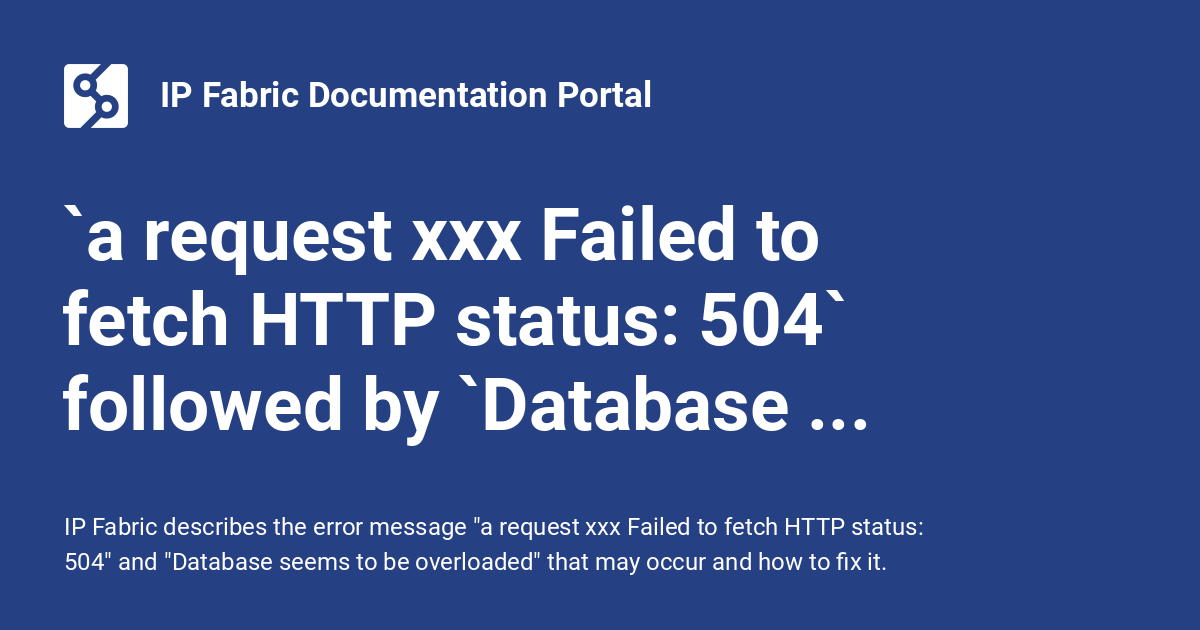 IP Fabric Documentation Portal
`a request xxx Failed to
fetch HTTP status: 504`
followed by `Database ...
IP Fabric describes the error message "a request xxx Failed to fetch HTTP status:
504" and "Database seems to be overloaded" that may occur and how to fix it.